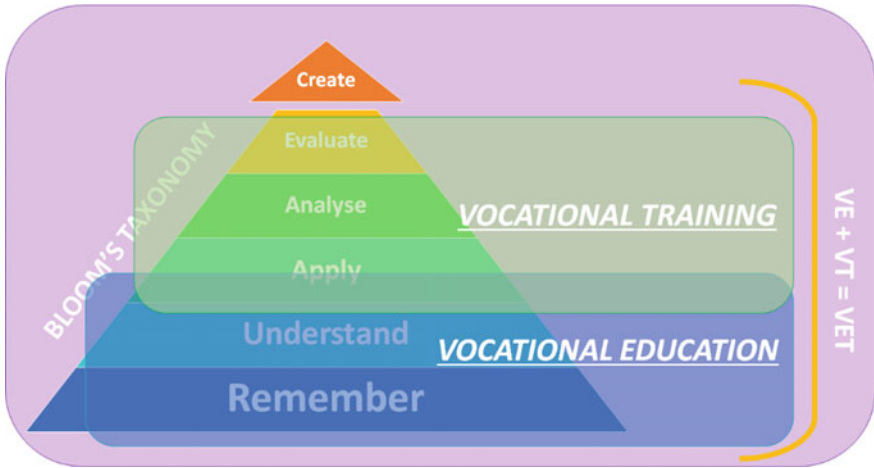 Create
BLOOM'S TAXONOMY
Evaluate
Analyse
VOCATIONAL TRAINING
Apply
Understand
VOCATIONAL EDUCATION
Remember
VE + VT = VET